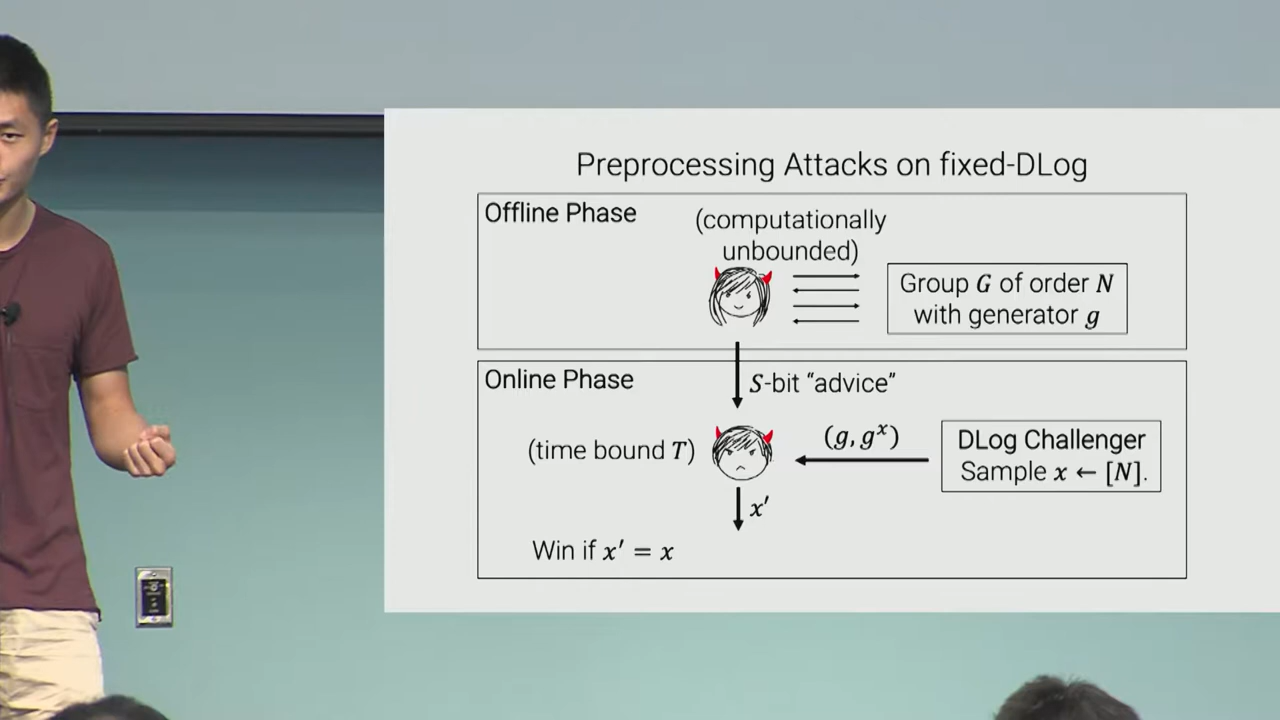 Preprocessing Attacks on fixed-DLog
Offline Phase
(computationally
unbounded)
Group G of order N
with generator g
Online Phase
S-bit “advice”
(time bound T)
(g, gˣ)
DLog Challenger
Sample x ← [N].
x′
Win if x′ = x